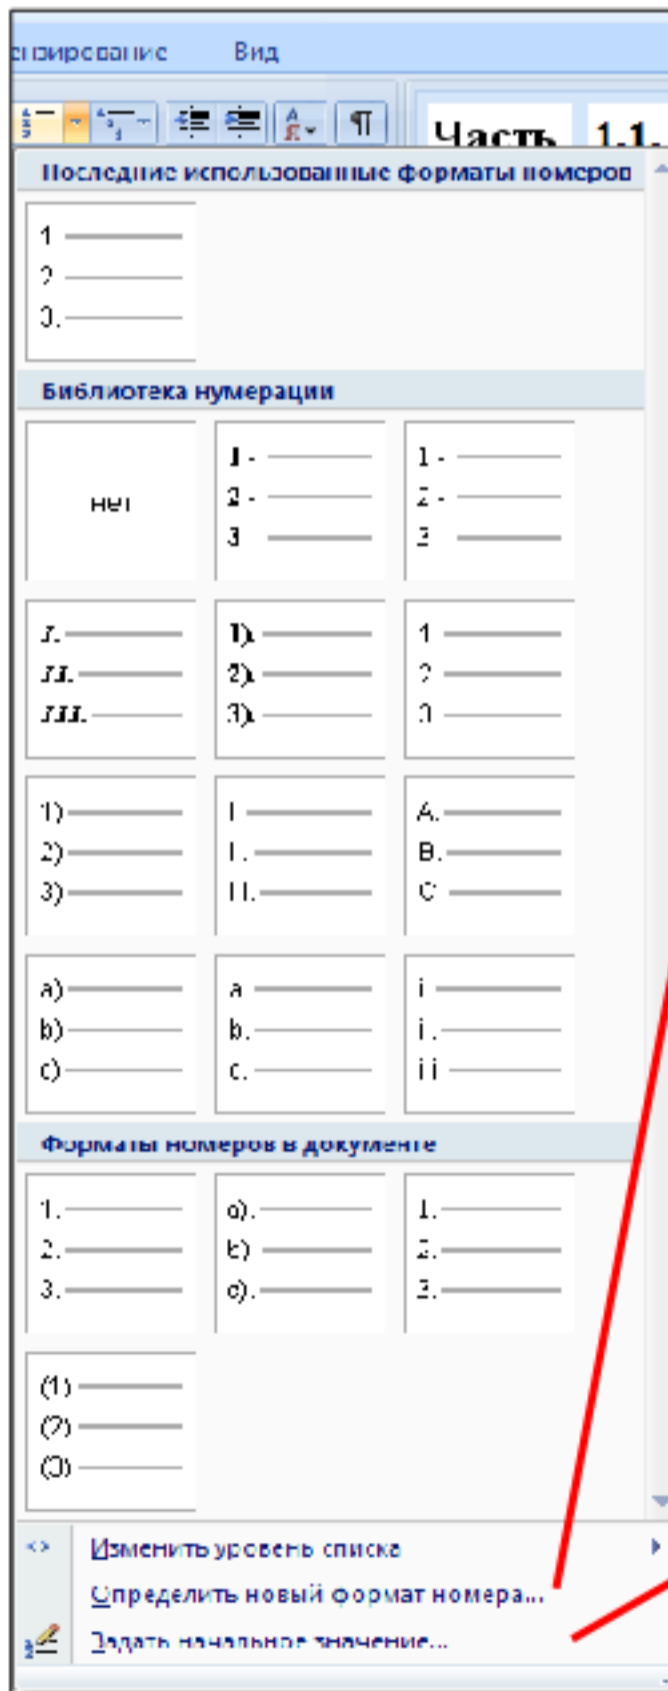 ензирование Вид
Часть 1.1.
Последние использованные форматы номеров
1
2
3.
Библиотека нумерации
нет
1 -
2 -
3
1 -
2 -
3
I.
II.
III.
1).
2).
3).
1
2
3
1)
2)
3)
I
I.
II.
A.
B.
C
a)
b)
c)
a
b.
c.
i
i.
ii
Форматы номеров в документе
1.
2.
3.
a).
b)
c).
1.
2.
3.
(1)
(2)
(3)
Изменить уровень списка
Определить новый формат номера...
Задать начальное значение...